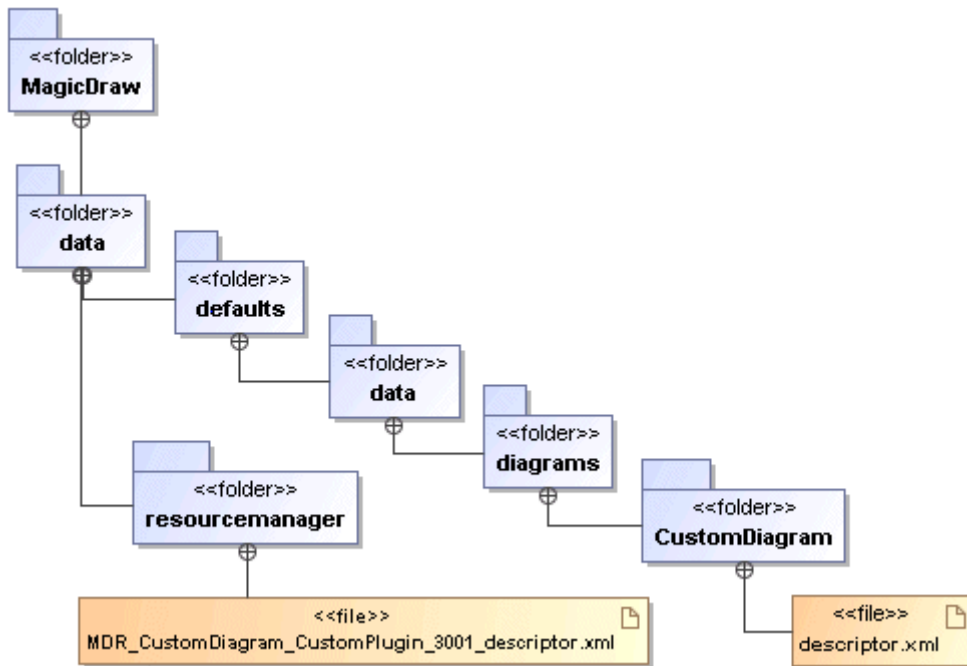 <<folder>>
MagicDraw
<<folder>>
data
<<folder>>
defaults
<<folder>>
data
<<folder>>
diagrams
<<folder>>
resourcemanager
<<folder>>
CustomDiagram
<<file>>
MDR_CustomDiagram_CustomPlugin_3001_descriptor.xml
<<file>>
descriptor.xml